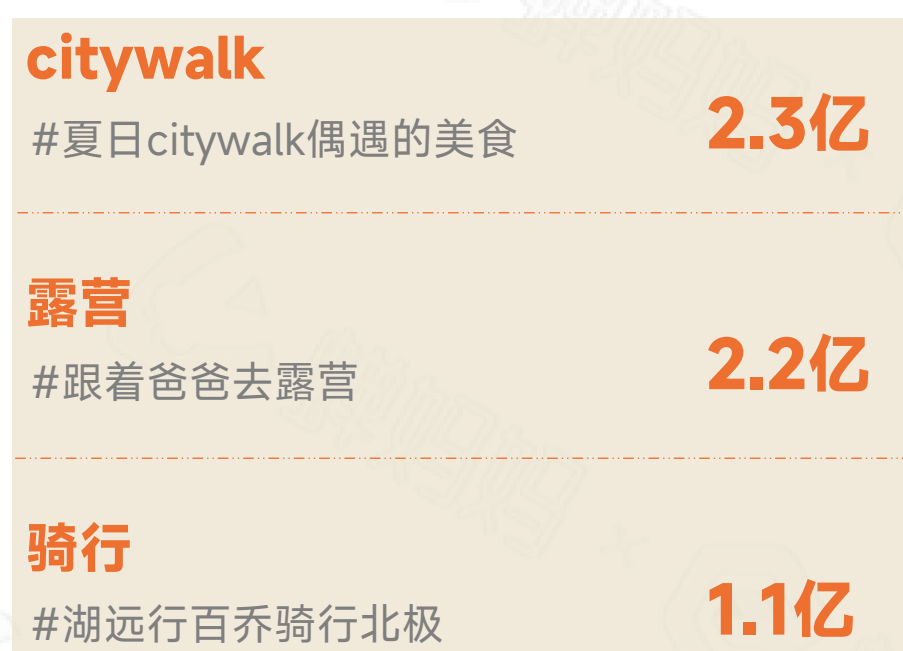 citywalk
#夏日citywalk偶遇的美食
2.3亿
露营
#跟着爸爸去露营
2.2亿
骑行
#湖远行百乔骑行北极
1.1亿